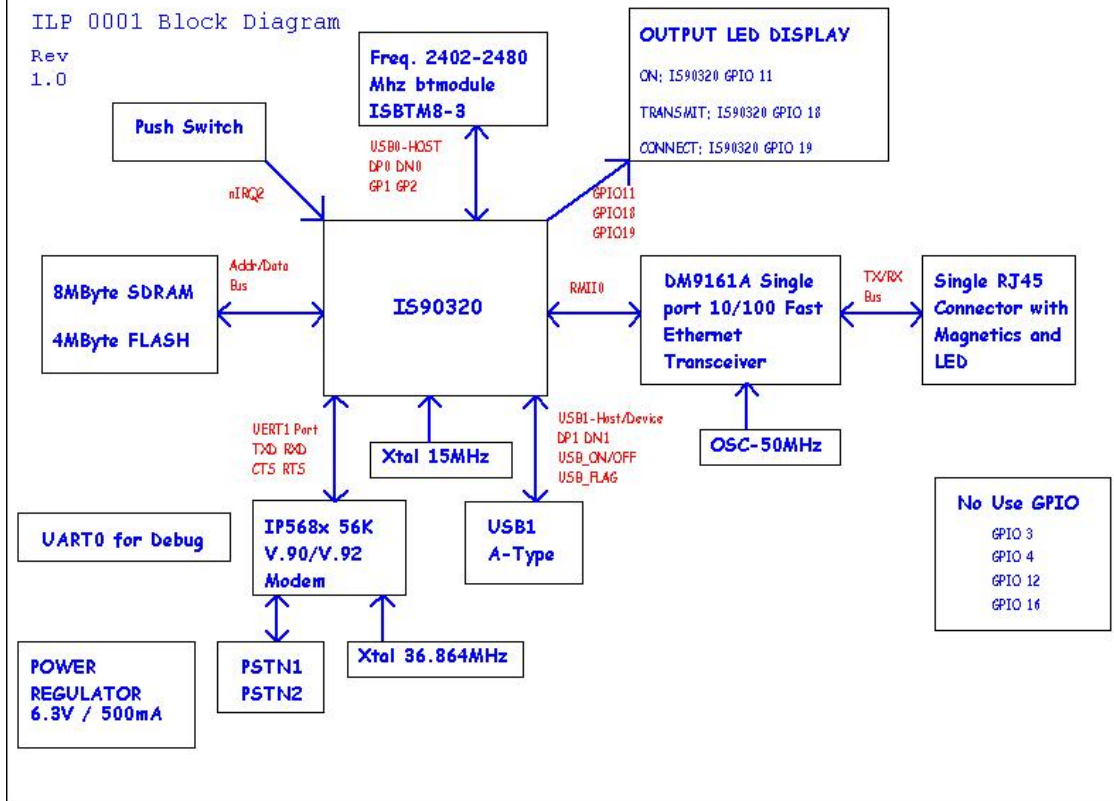 ILP 0001 Block Diagram
Rev
1.0
Freq. 2402-2480
Mhz btmodule
ISBTM8-3
OUTPUT LED DISPLAY
ON: IS90320 GPIO 11
TRANSMIT: IS90320 GPIO 18
CONNECT: IS90320 GPIO 19
Push Switch
USB0-HOST
DP0 DN0
GP1 GP2
nIRQ2
GPIO11
GPIO18
GPIO19
8MByte SDRAM
4MByte FLASH
Addr/Data
Bus
IS90320
RMII0
DM9161A Single
port 10/100 Fast
Ethernet
Transceiver
TX/RX
Bus
Single RJ45
Connector with
Magnetics and
LED
UERT1 Port
TXD RXD
CTS RTS
Xtal 15MHz
USB1-Host/Device
DP1 DN1
USB_ON/OFF
USB_FLAG
OSC-50MHz
UART0 for Debug
IP568x 56K
V.90/V.92
Modem
USB1
A-Type
No Use GPIO
GPIO 3
GPIO 4
GPIO 12
GPIO 16
POWER
REGULATOR
6.3V / 500mA
PSTN1
PSTN2
Xtal 36.864MHz